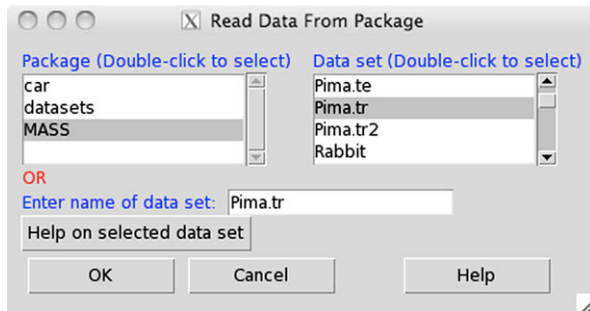 X Read Data From Package
Package (Double-click to select) Data set (Double-click to select)
car
datasets
MASS
Pima.te
Pima.tr
Pima.tr2
Rabbit
OR
Enter name of data set: Pima.tr
Help on selected data set
OK Cancel Help